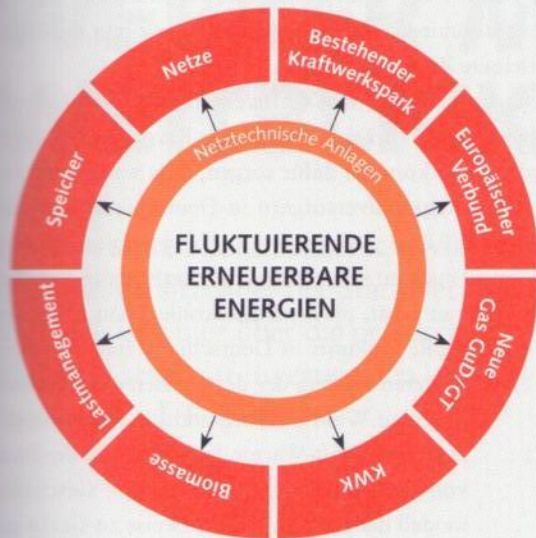 Netze
Bestehender
Kraftwerkspark
Europäischer
Verbund
Neue
Gas GuD/GT
KWK
Biomasse
Lastmanagement
Speicher
Netztechnische Anlagen
FLUKTUIERENDE
ERNEUERBARE
ENERGIEN